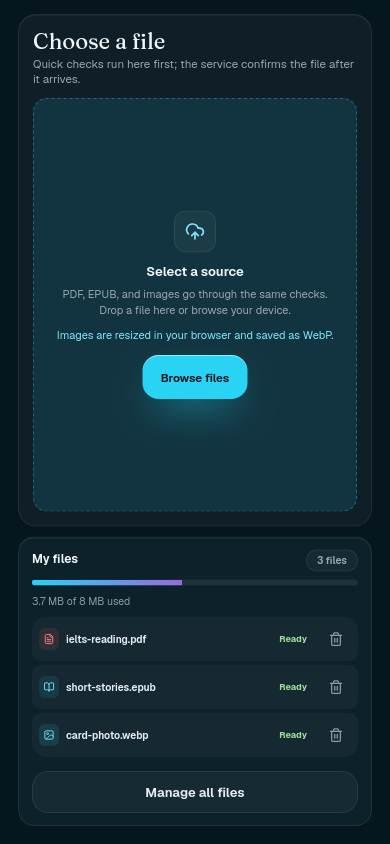 Choose a file
Quick checks run here first; the service confirms the file after
it arrives.
Select a source
PDF, EPUB, and images go through the same checks.
Drop a file here or browse your device.
Images are resized in your browser and saved as WebP.
Browse files
My files
3 files
3.7 MB of 8 MB used
ielts-reading.pdf
Ready
short-stories.epub
Ready
card-photo.webp
Ready
Manage all files